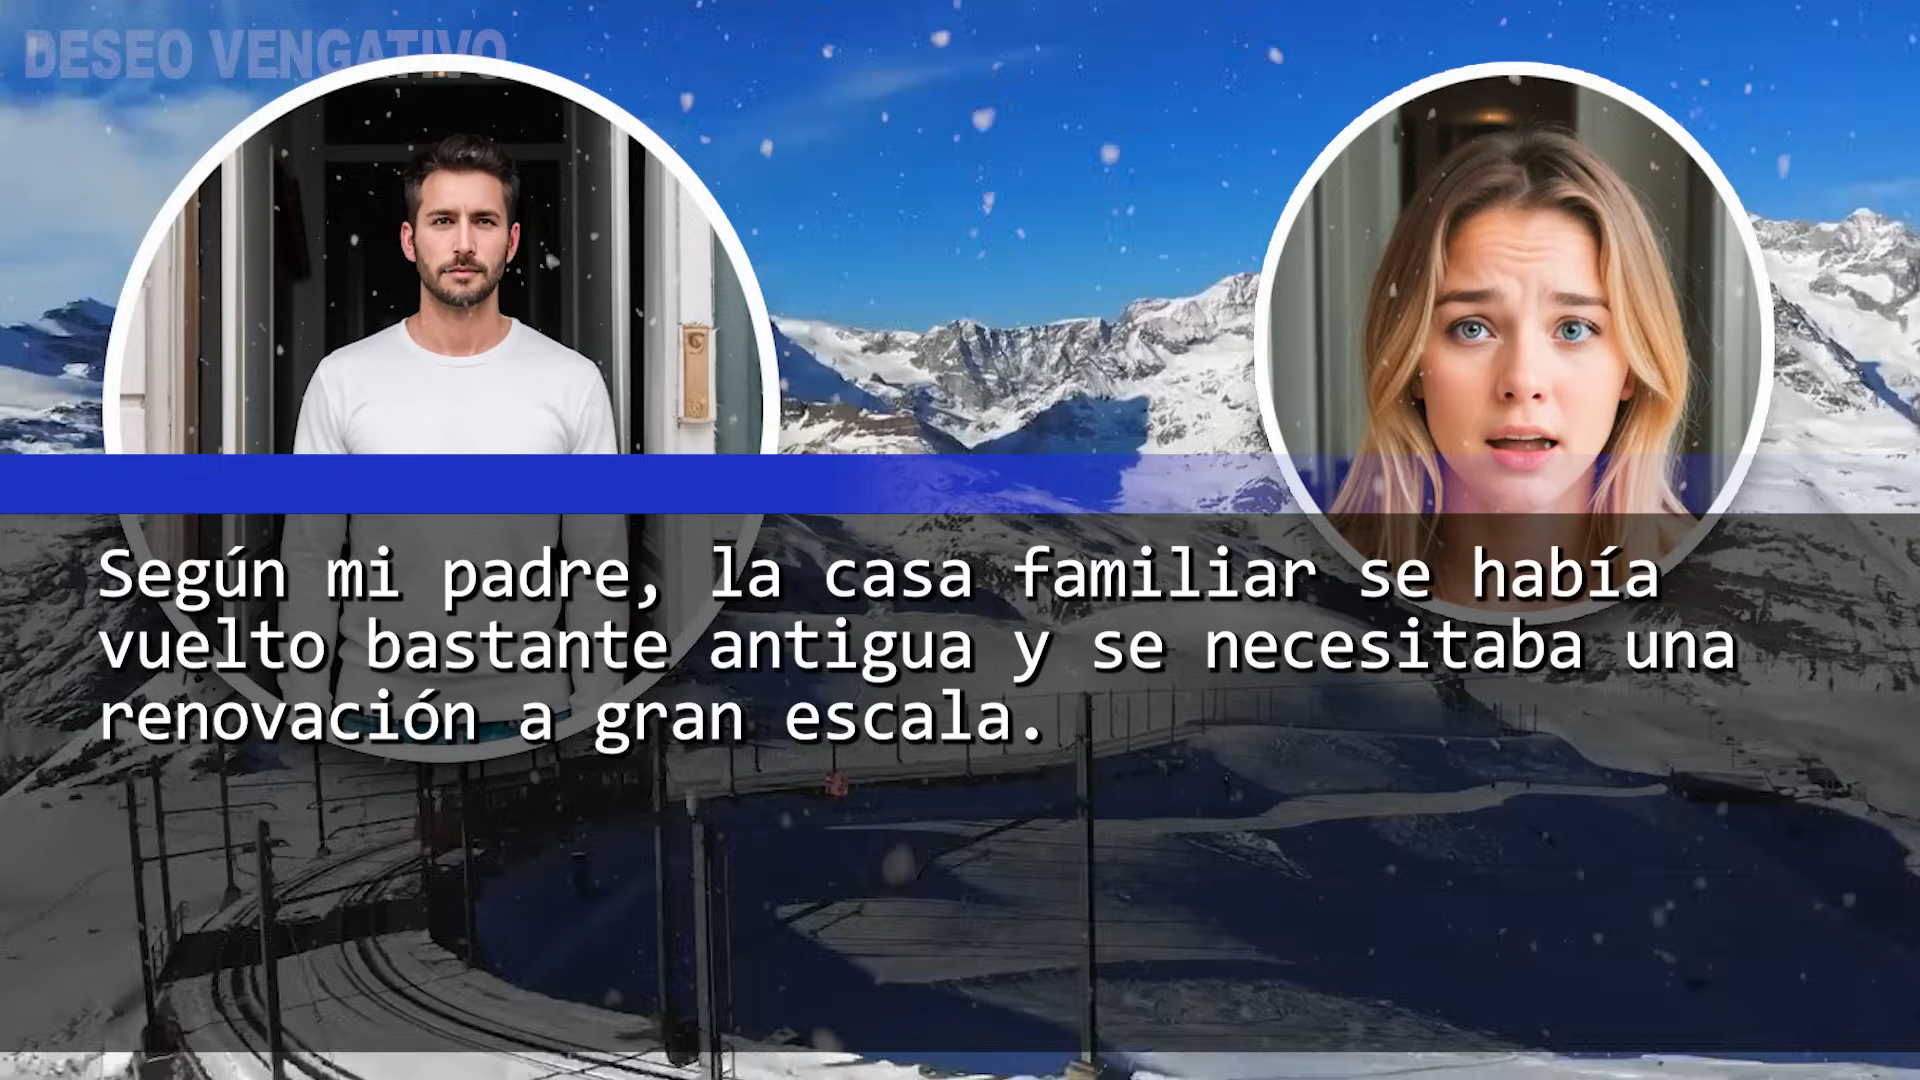 DESEO VENGATIVO
Según mi padre, la casa familiar se había
vuelto bastante antigua y se necesitaba una
renovación a gran escala.